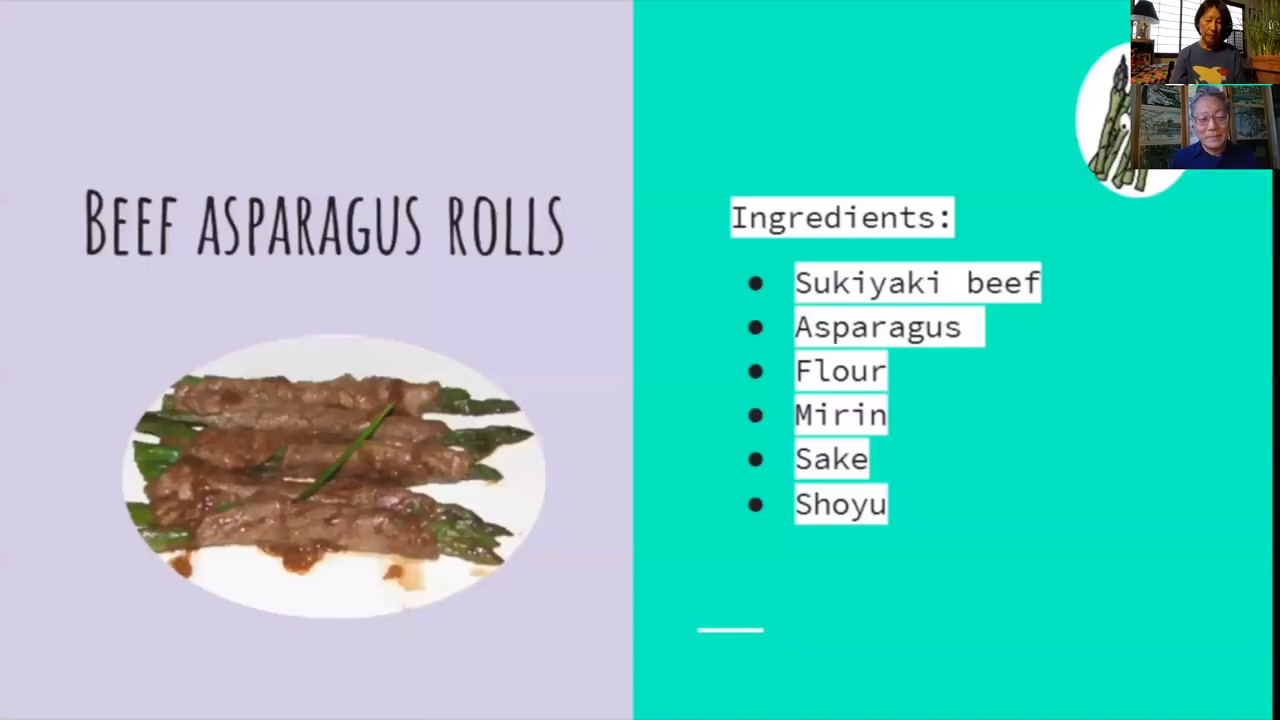 Beef asparagus rolls
Ingredients:
Sukiyaki beef
Asparagus
Flour
Mirin
Sake
Shoyu